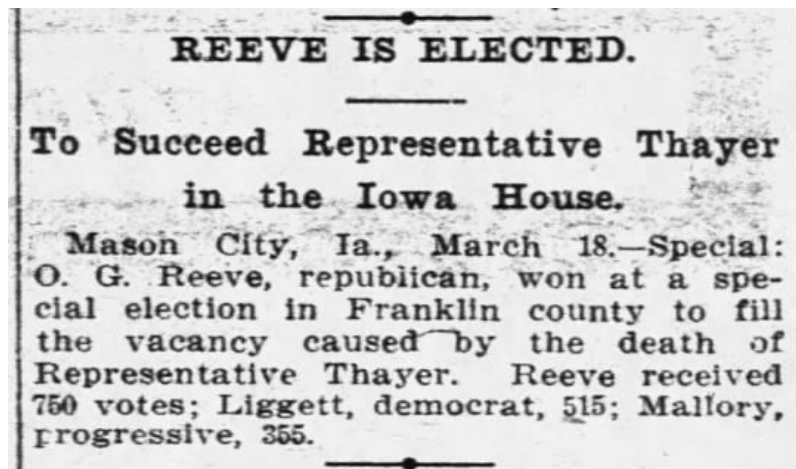 REEVE IS ELECTED.
To Succeed Representative Thayer
in the Iowa House.
Mason City, Ia., March 18.—Special:
O. G. Reeve, republican, won at a spe-
cial election in Franklin county to fill
the vacancy caused by the death of
Representative Thayer. Reeve received
750 votes; Liggett, democrat, 515; Mallory,
progressive, 355.